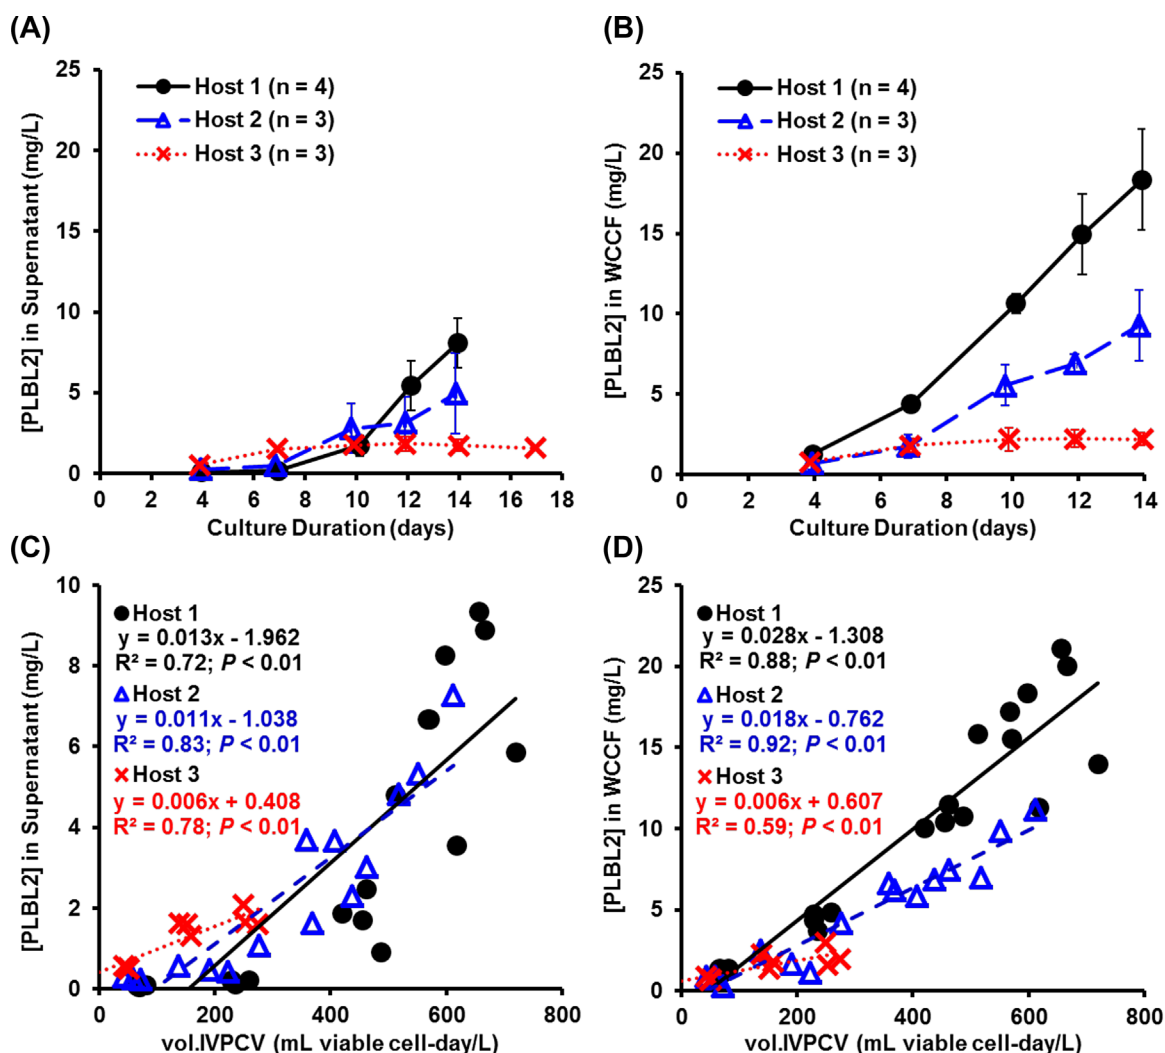 (A)
[PLBL2] in Supernatant (mg/L)
25
20
15
10
5
0
Host 1 (n = 4)
Host 2 (n = 3)
Host 3 (n = 3)
0 2 4 6 8 10 12 14 16 18
Culture Duration (days)
(B)
[PLBL2] in WCCF (mg/L)
25
20
15
10
5
0
Host 1 (n = 4)
Host 2 (n = 3)
Host 3 (n = 3)
0 2 4 6 8 10 12 14
Culture Duration (days)
(C)
[PLBL2] in Supernatant (mg/L)
10
8
6
4
2
0
Host 1
y = 0.013x - 1.962
R² = 0.72; P < 0.01
Host 2
y = 0.011x - 1.038
R² = 0.83; P < 0.01
Host 3
y = 0.006x + 0.408
R² = 0.78; P < 0.01
0 200 400 600 800
vol.IVPCV (mL viable cell-day/L)
(D)
[PLBL2] in WCCF (mg/L)
25
20
15
10
5
0
Host 1
y = 0.028x - 1.308
R² = 0.88; P < 0.01
Host 2
y = 0.018x - 0.762
R² = 0.92; P < 0.01
Host 3
y = 0.006x + 0.607
R² = 0.59; P < 0.01
0 200 400 600 800
vol.IVPCV (mL viable cell-day/L)